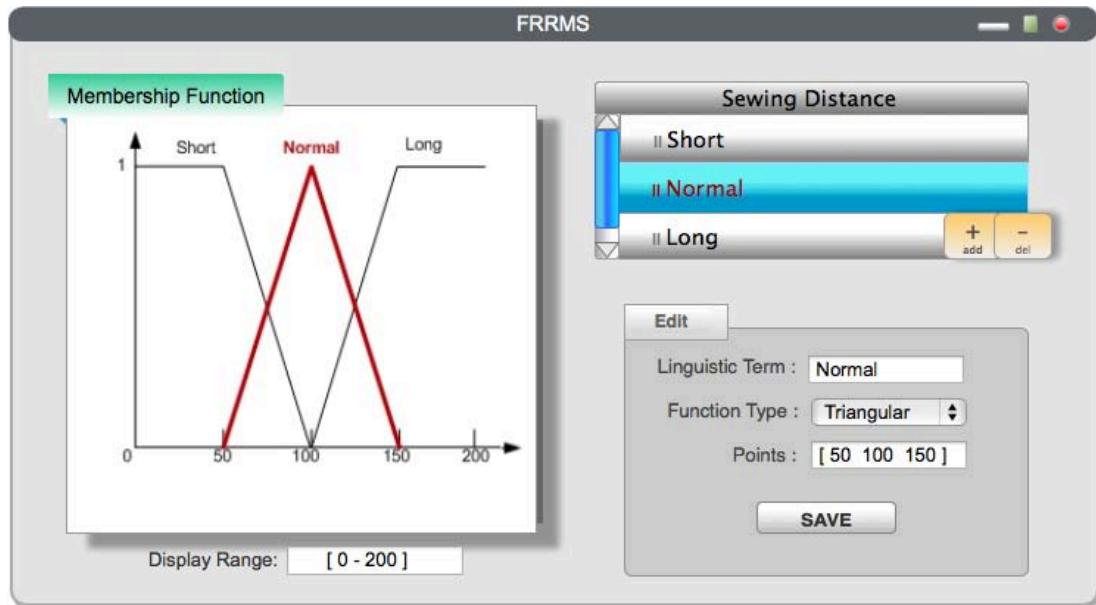 FRRMS
Membership Function
Short Normal Long
1
0 50 100 150 200
Display Range: [ 0 - 200 ]
Sewing Distance
Short
Normal
Long
+ -
add del
Edit
Linguistic Term : Normal
Function Type : Triangular
Points : [ 50 100 150 ]
SAVE